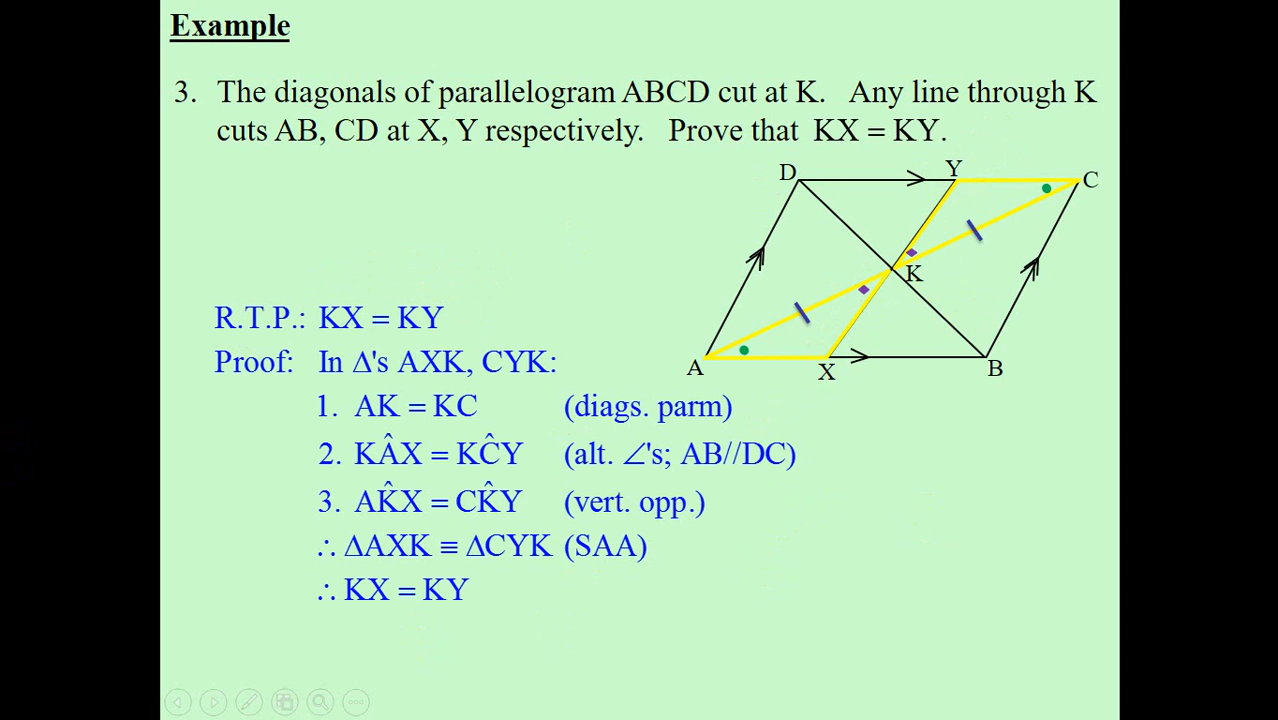 Example
3. The diagonals of parallelogram ABCD cut at K. Any line through K
cuts AB, CD at X, Y respectively. Prove that KX = KY.
D
Y
C
K
A
X
B
R.T.P.: KX = KY
Proof: In Δ's AXK, CYK:
1. AK = KC (diags. parm)
2. KÂX = KĈY (alt. ∠'s; AB//DC)
3. AK̂X = CK̂Y (vert. opp.)
∴ ΔAXK ≡ ΔCYK (SAA)
∴ KX = KY